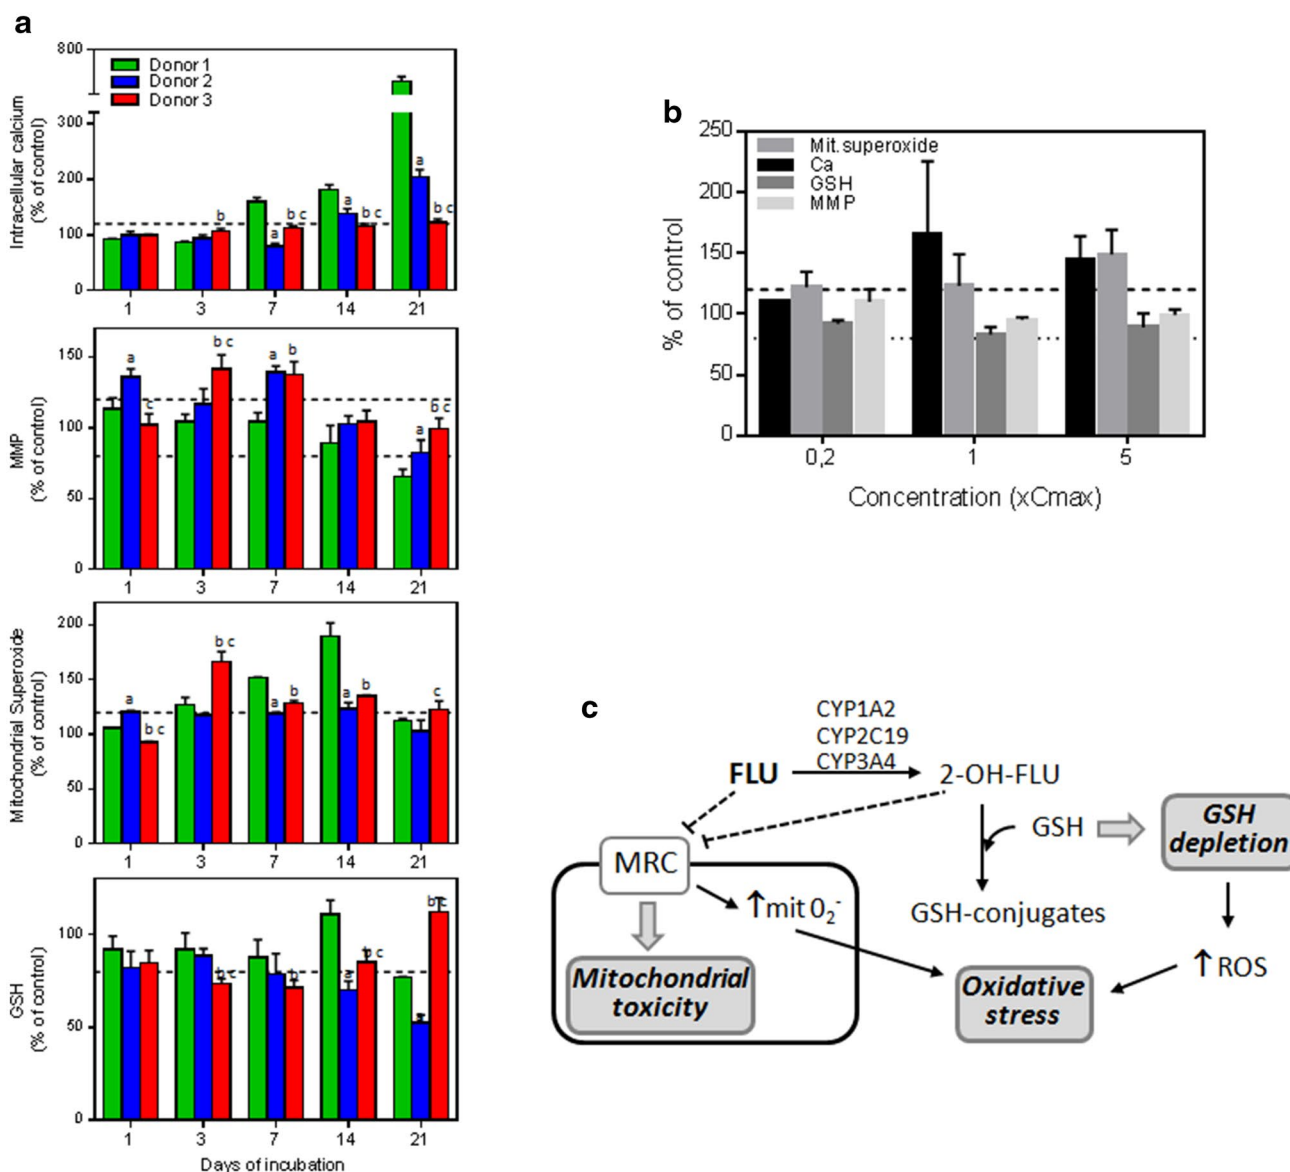 a
Intracellular calcium
(% of control)
800
300
200
100
0
Donor 1
Donor 2
Donor 3
b
b c
a
a
b c
a
b c
1 3 7 14 21
MMP
(% of control)
150
100
50
0
a
c
b c
a
b
a
b c
1 3 7 14 21
Mitochondrial Superoxide
(% of control)
200
150
100
50
0
a
b c
b c
a
b
a
b
c
1 3 7 14 21
GSH
(% of control)
100
50
0
b c
b
a
b c
a
b c
1 3 7 14 21
Days of incubation
b
% of control
250
200
150
100
50
0
Mit. superoxide
Ca
GSH
MMP
0,2 1 5
Concentration (xCmax)
c
CYP1A2
CYP2C19
CYP3A4
FLU
2-OH-FLU
GSH
GSH
depletion
MRC
↑mit O₂⁻
GSH-conjugates
↑ROS
Mitochondrial
toxicity
Oxidative
stress